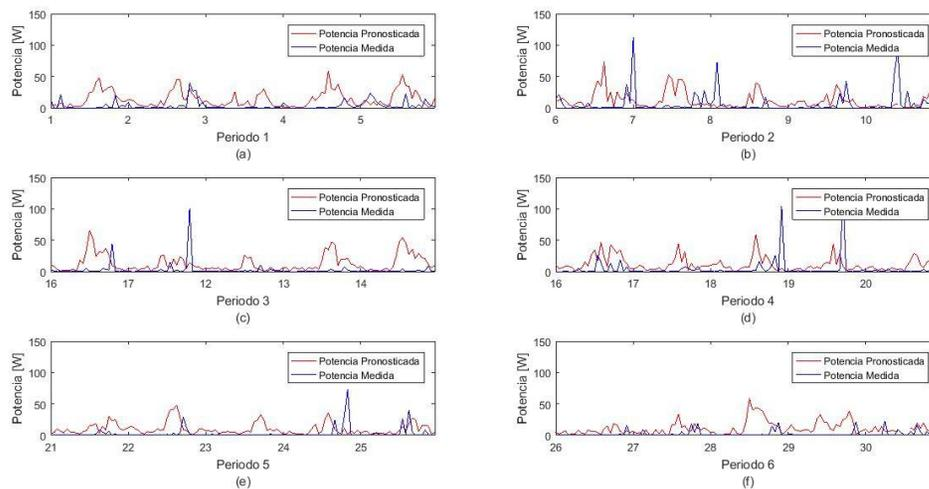 150
100
50
0
Potencia [W]
Potencia Pronosticada
Potencia Medida
1
2
3
4
5
Periodo 1
(a)
150
100
50
0
Potencia [W]
Potencia Pronosticada
Potencia Medida
6
7
8
9
10
Periodo 2
(b)
150
100
50
0
Potencia [W]
Potencia Pronosticada
Potencia Medida
16
17
12
13
14
Periodo 3
(c)
150
100
50
0
Potencia [W]
Potencia Pronosticada
Potencia Medida
16
17
18
19
20
Periodo 4
(d)
150
100
50
0
Potencia [W]
Potencia Pronosticada
Potencia Medida
21
22
23
24
25
Periodo 5
(e)
150
100
50
0
Potencia [W]
Potencia Pronosticada
Potencia Medida
26
27
28
29
30
Periodo 6
(f)